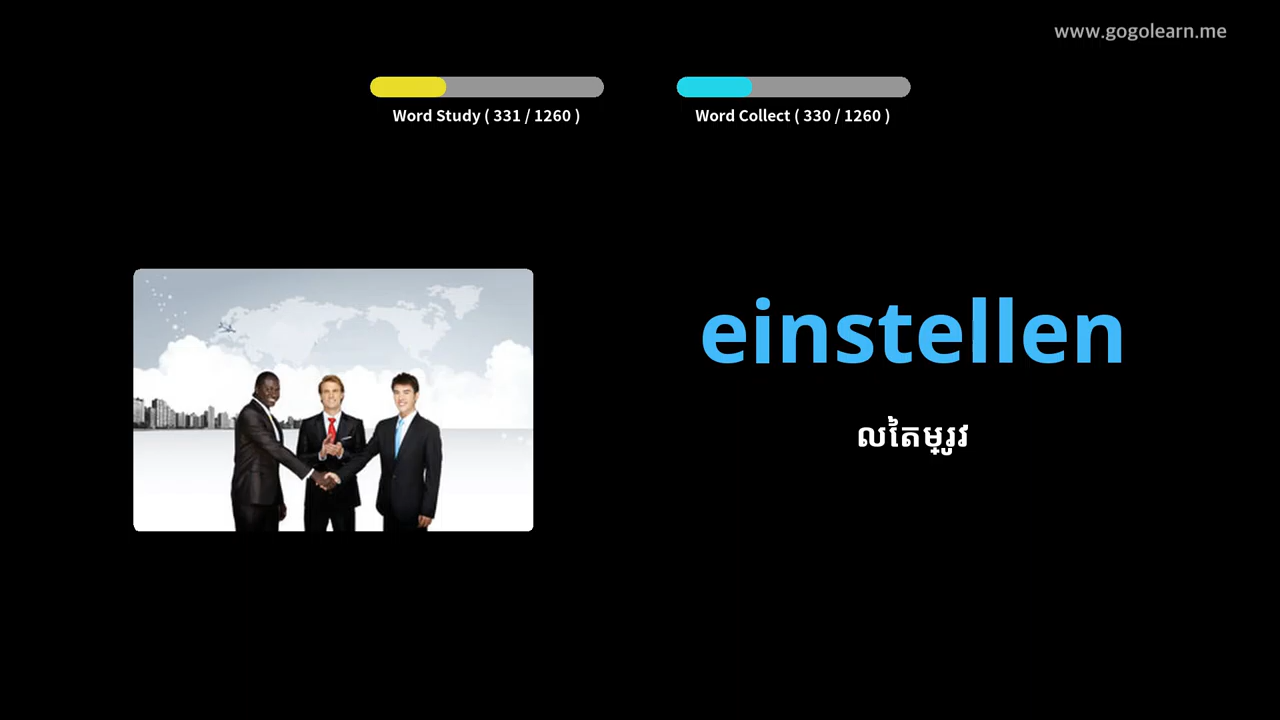 www.gogolearn.me
Word Study ( 331 / 1260 )
Word Collect ( 330 / 1260 )
einstellen
លតៃម្រូវ